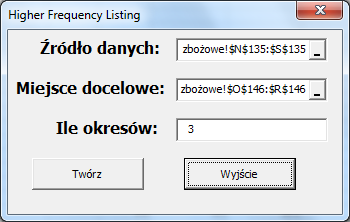 Higher Frequency Listing
Źródło danych: zbożowe!$N$135:$S$135
Miejsce docelowe: zbożowe!$O$146:$R$146
Ile okresów: 3
Twórz Wyjście